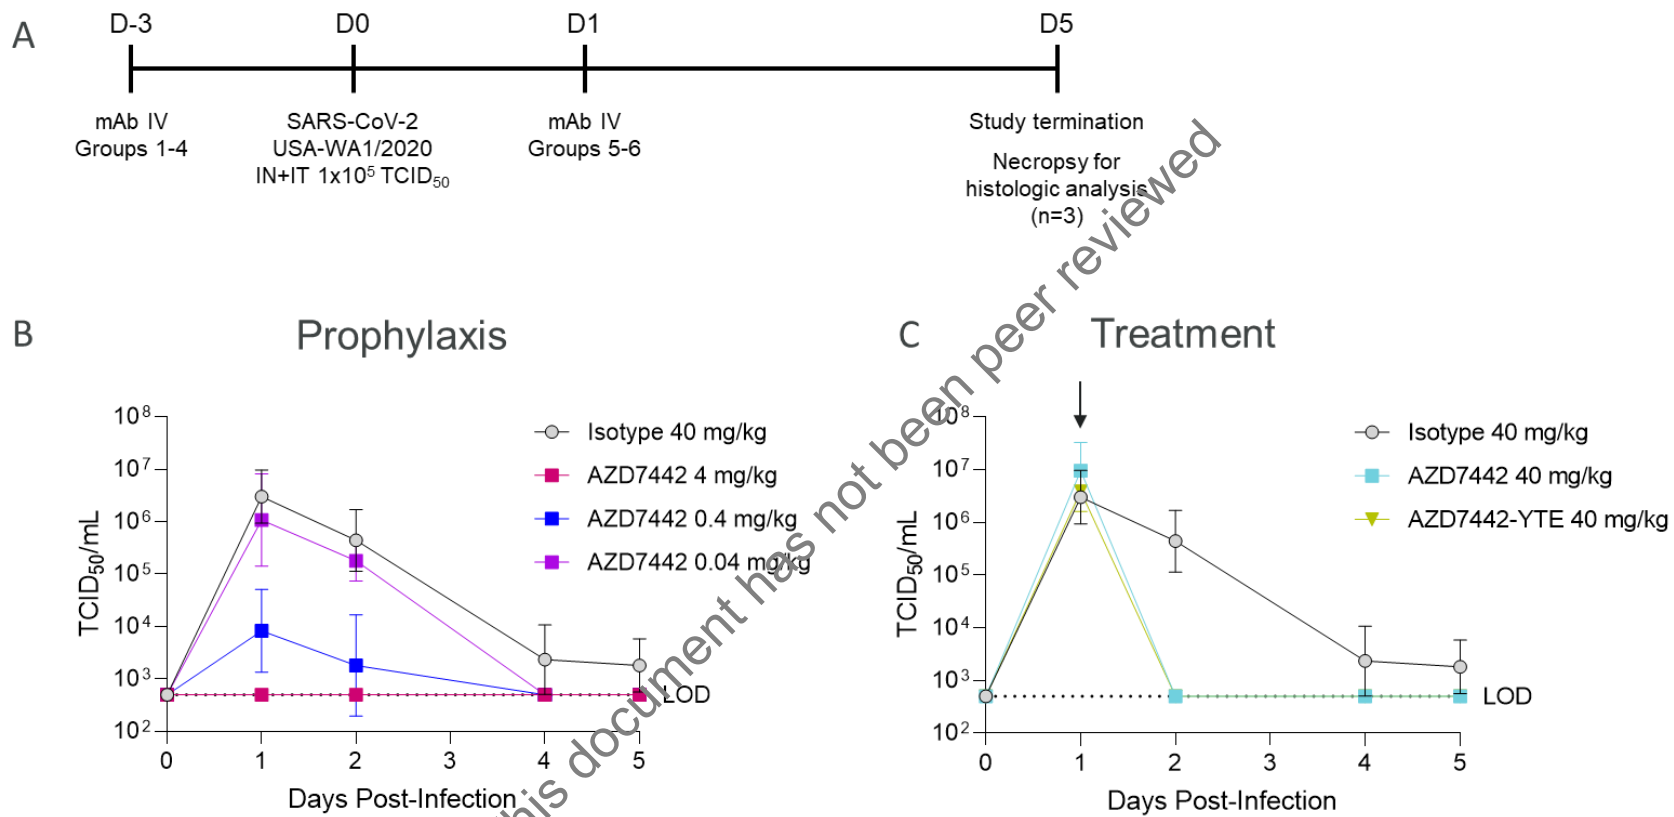 A
D-3 D0 D1 D5
mAb IV
Groups 1-4
SARS-CoV-2
USA-WA1/2020
IN+IT 1x10⁵ TCID₅₀
mAb IV
Groups 5-6
Study termination
Necropsy for
histologic analysis
(n=3)
his document has not been peer reviewed
B
Prophylaxis
TCID₅₀/mL
10⁸
10⁷
10⁶
10⁵
10⁴
10³
10²
0 1 2 3 4 5
Days Post-Infection
Isotype 40 mg/kg
AZD7442 4 mg/kg
AZD7442 0.4 mg/kg
AZD7442 0.04 mg/kg
LOD
C
Treatment
TCID₅₀/mL
10⁸
10⁷
10⁶
10⁵
10⁴
10³
10²
0 1 2 3 4 5
Days Post-Infection
Isotype 40 mg/kg
AZD7442 40 mg/kg
AZD7442-YTE 40 mg/kg
LOD